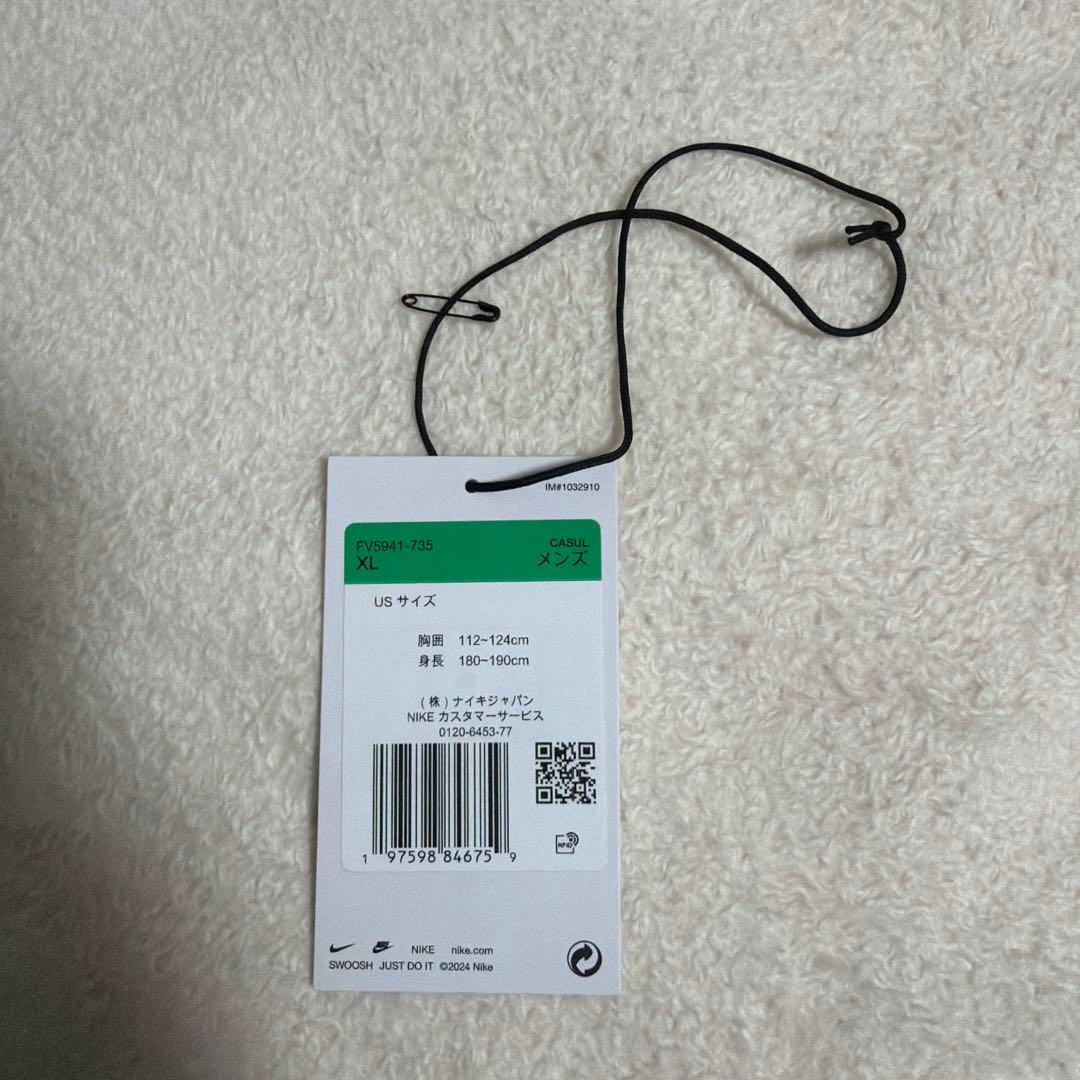 IM#1032910
FV5941-735 CASUL
XL メンズ
US サイズ
胸囲 112~124cm
身長 180~190cm
(株)ナイキジャパン
NIKE カスタマーサービス
0120-6453-77
1 97598 84675 9
RFID
NIKE nike.com
SWOOSH JUST DO IT ©2024 Nike